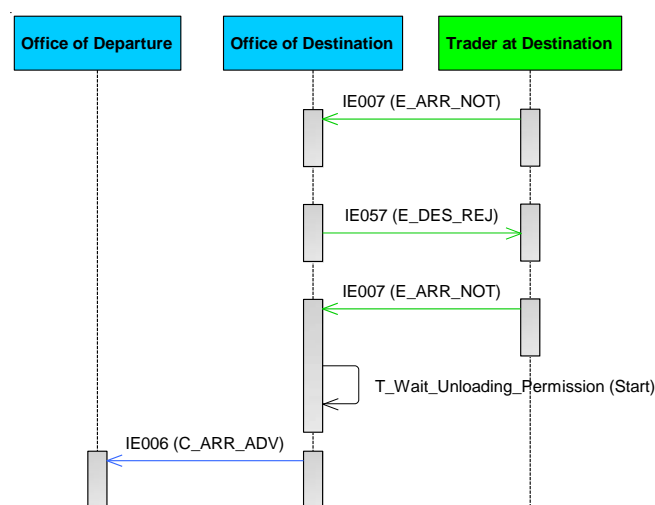 Office of Departure
Office of Destination
Trader at Destination
IE007 (E_ARR_NOT)
IE057 (E_DES_REJ)
IE007 (E_ARR_NOT)
T_Wait_Unloading_Permission (Start)
IE006 (C_ARR_ADV)